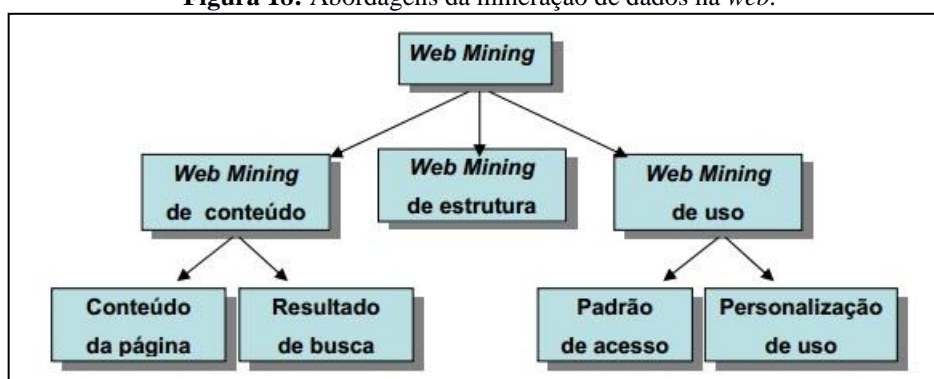 Figura 18: Abordagens da mineração de dados na web.
Web Mining
Web Mining
de conteúdo
Web Mining
de estrutura
Web Mining
de uso
Conteúdo
da página
Resultado
de busca
Padrão
de acesso
Personalização
de uso